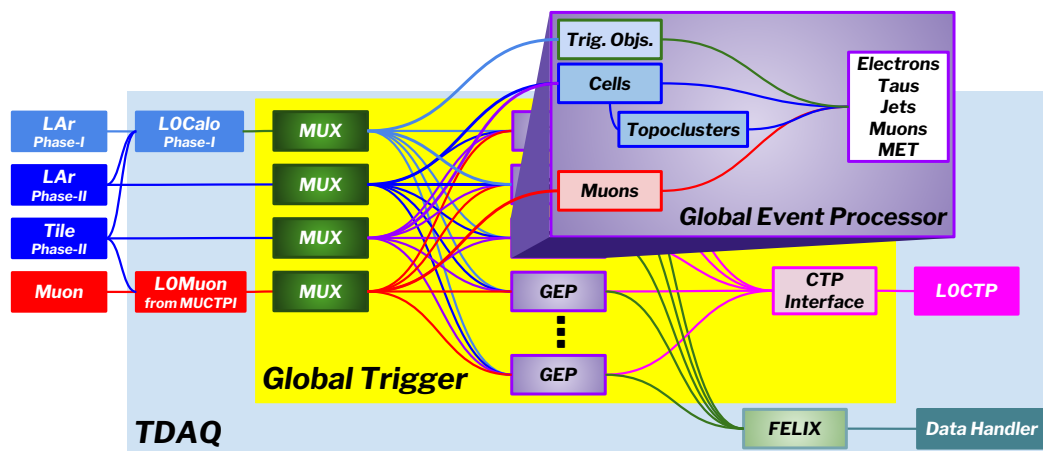 Trig. Objs.
Cells
Topoclusters
Muons
Electrons
Taus
Jets
Muons
MET
Global Event Processor
LAr
Phase-I
L0Calo
Phase-I
MUX
LAr
Phase-II
MUX
Tile
Phase-II
MUX
Muon
L0Muon
from MUCTPI
MUX
GEP
CTP
Interface
L0CTP
GEP
Global Trigger
TDAQ
FELIX
Data Handler